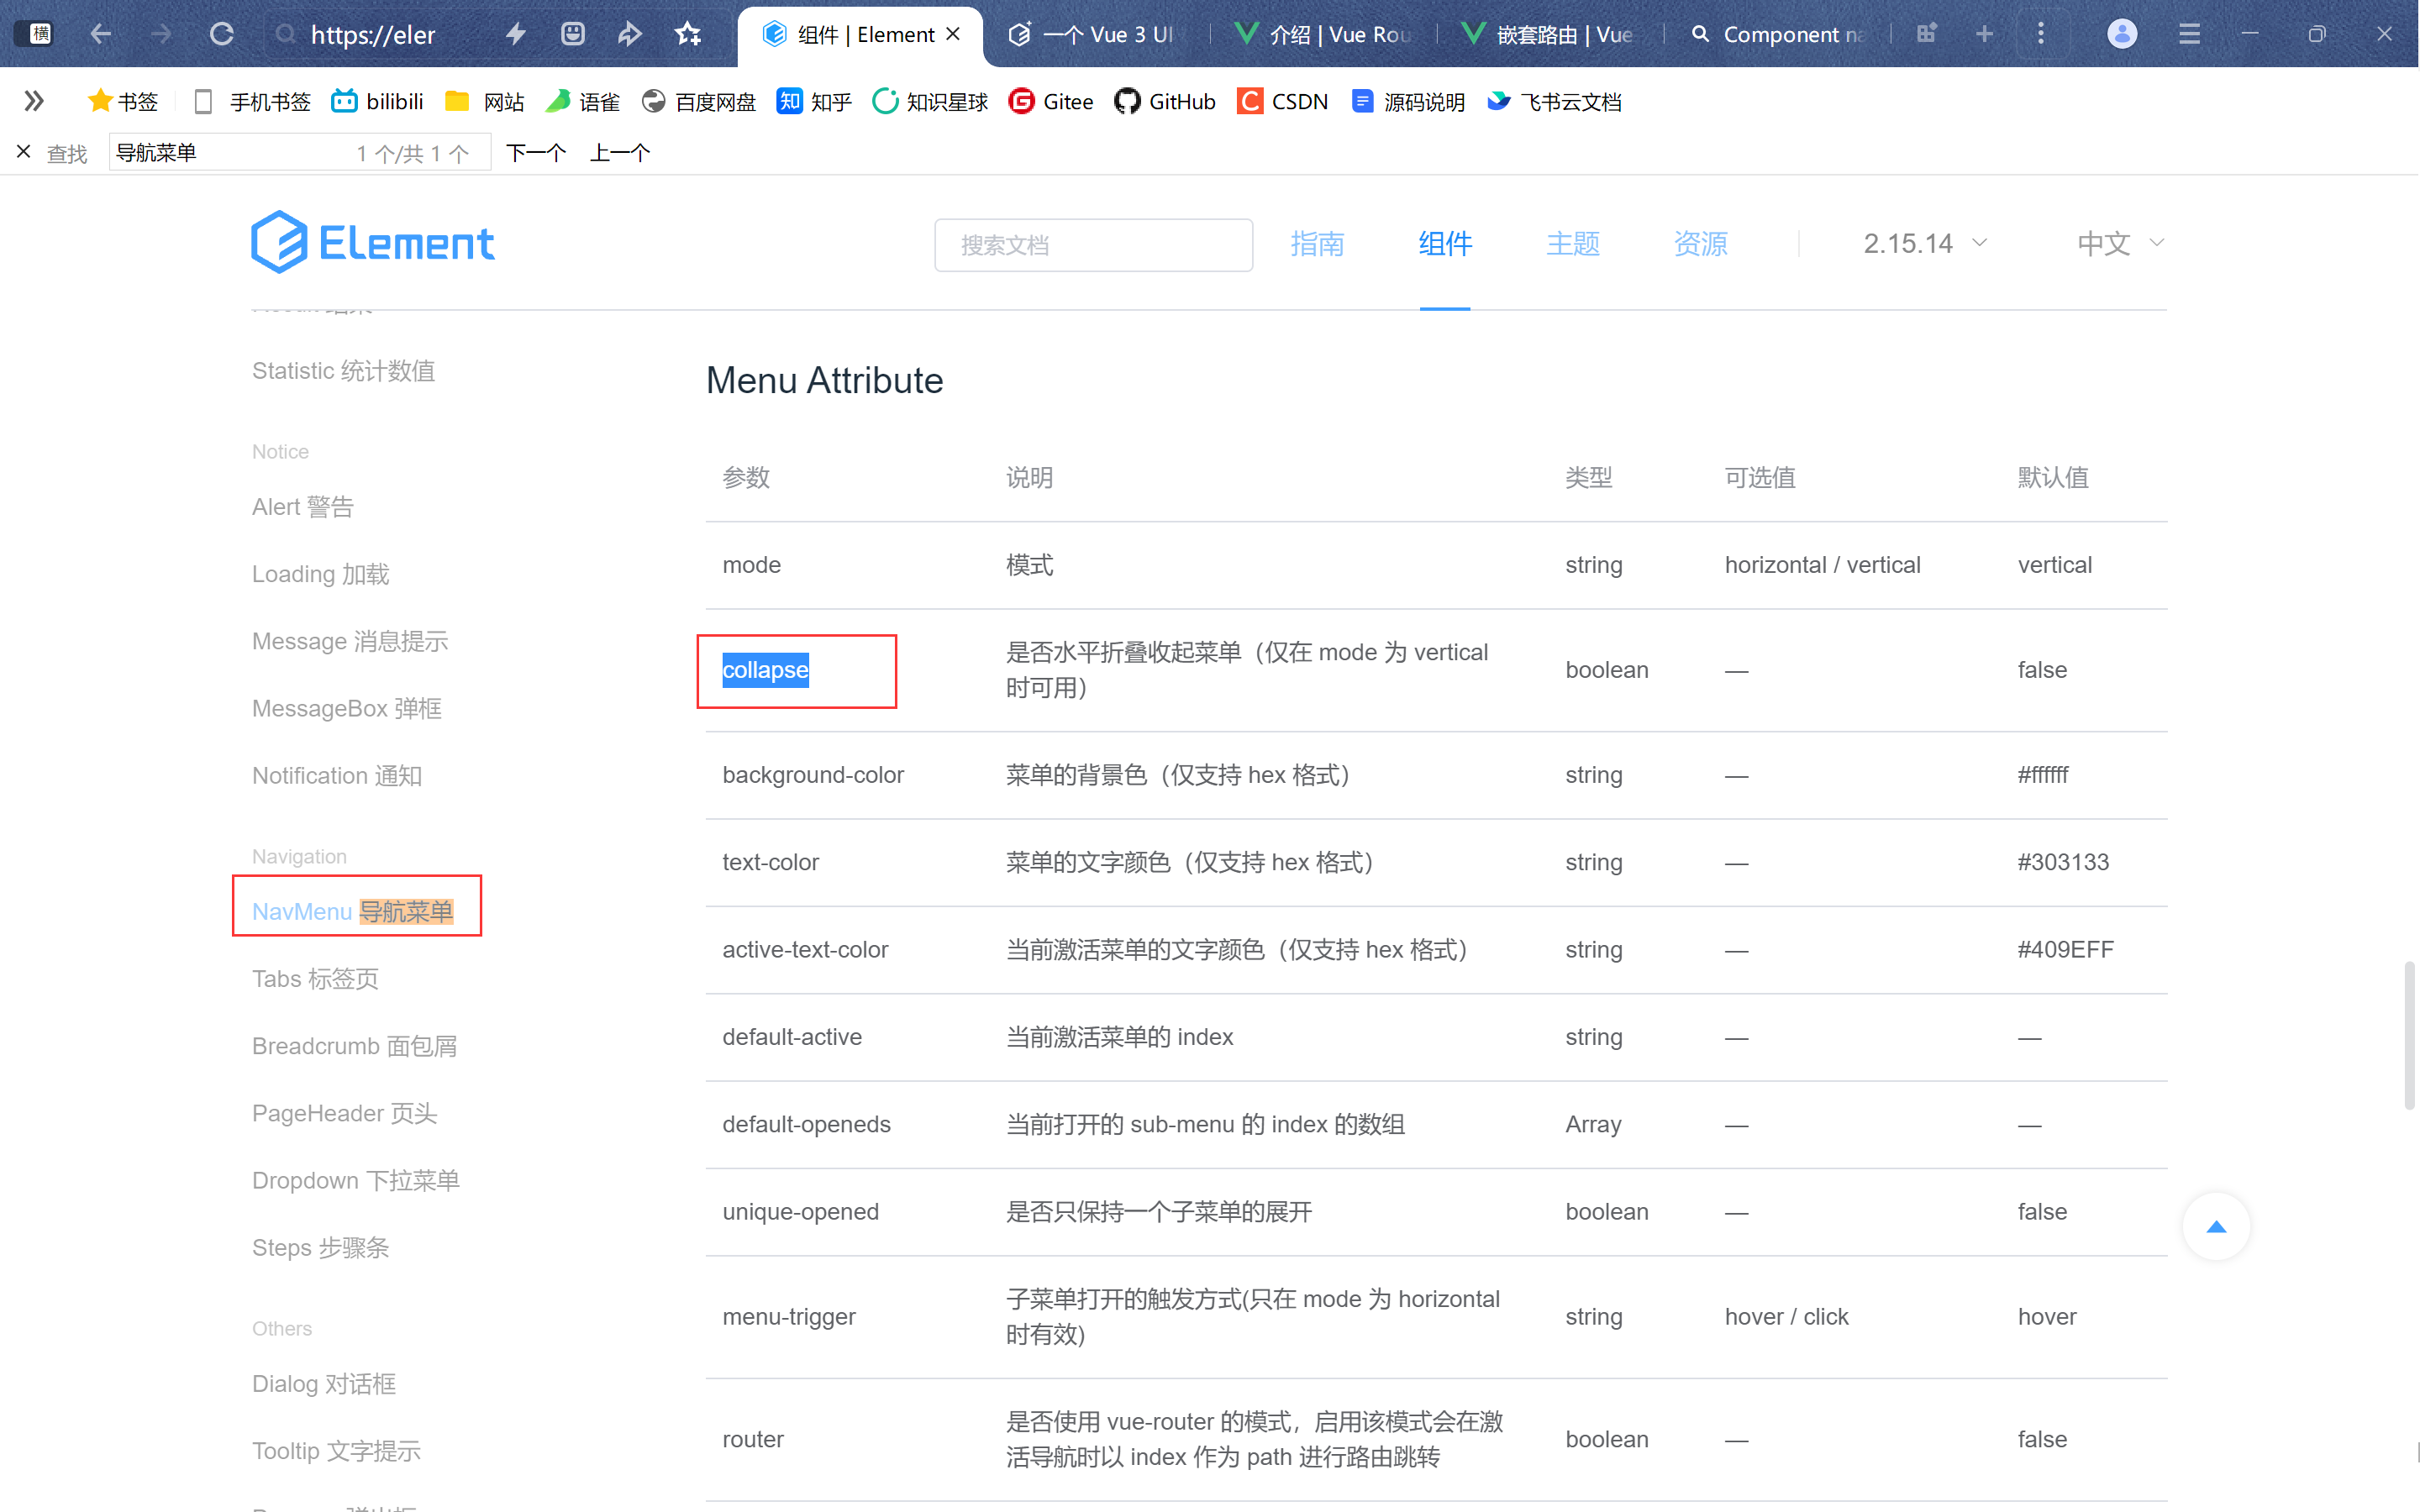 横
https://eler
组件 | Element
一个 Vue 3 UI
介绍 | Vue Rou
嵌套路由 | Vue
Component na
书签
手机书签
bilibili
网站
语雀
百度网盘
知 知乎
知识星球
Gitee
GitHub
CSDN
源码说明
飞书云文档
查找
导航菜单
1 个/共 1 个
下一个
上一个
Element
搜索文档
指南
组件
主题
资源
2.15.14
中文
Statistic 统计数值
Notice
Alert 警告
Loading 加载
Message 消息提示
MessageBox 弹框
Notification 通知
Navigation
NavMenu 导航菜单
Tabs 标签页
Breadcrumb 面包屑
PageHeader 页头
Dropdown 下拉菜单
Steps 步骤条
Others
Dialog 对话框
Tooltip 文字提示
Menu Attribute
参数 说明 类型 可选值 默认值
mode 模式 string horizontal / vertical vertical
collapse 是否水平折叠收起菜单（仅在 mode 为 vertical
时可用） boolean — false
background-color 菜单的背景色（仅支持 hex 格式） string — #ffffff
text-color 菜单的文字颜色（仅支持 hex 格式） string — #303133
active-text-color 当前激活菜单的文字颜色（仅支持 hex 格式） string — #409EFF
default-active 当前激活菜单的 index string — —
default-openeds 当前打开的 sub-menu 的 index 的数组 Array — —
unique-opened 是否只保持一个子菜单的展开 boolean — false
menu-trigger 子菜单打开的触发方式(只在 mode 为 horizontal
时有效) string hover / click hover
router 是否使用 vue-router 的模式，启用该模式会在激
活导航时以 index 作为 path 进行路由跳转 boolean — false